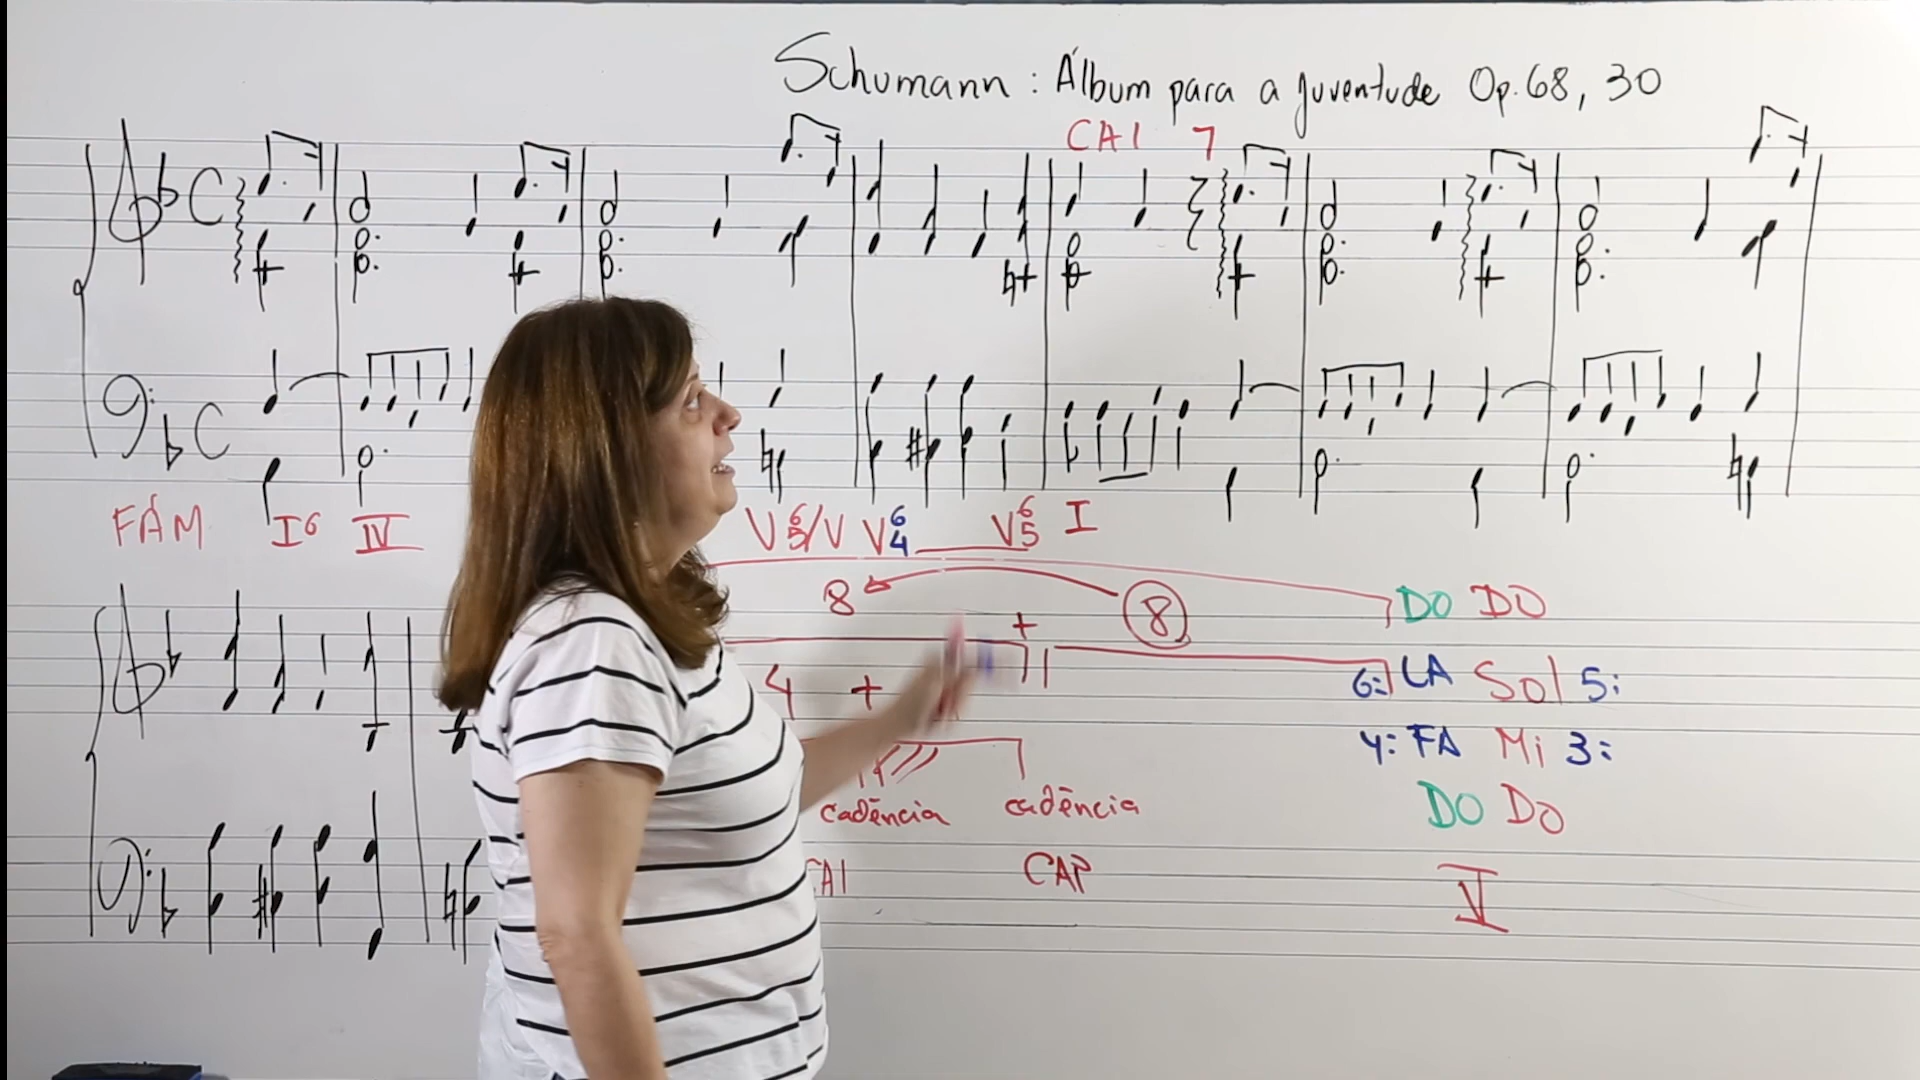 Schumann : Álbum para a juventude Op. 68, 30
CAI 7
FÁM I6 IV V6/5/V V6/4 V6/5 I
8 8
DO DO
+
4 +
6: LA Sol 5:
4: FA Mi 3:
DO DO
cadência cadência
CAP
V